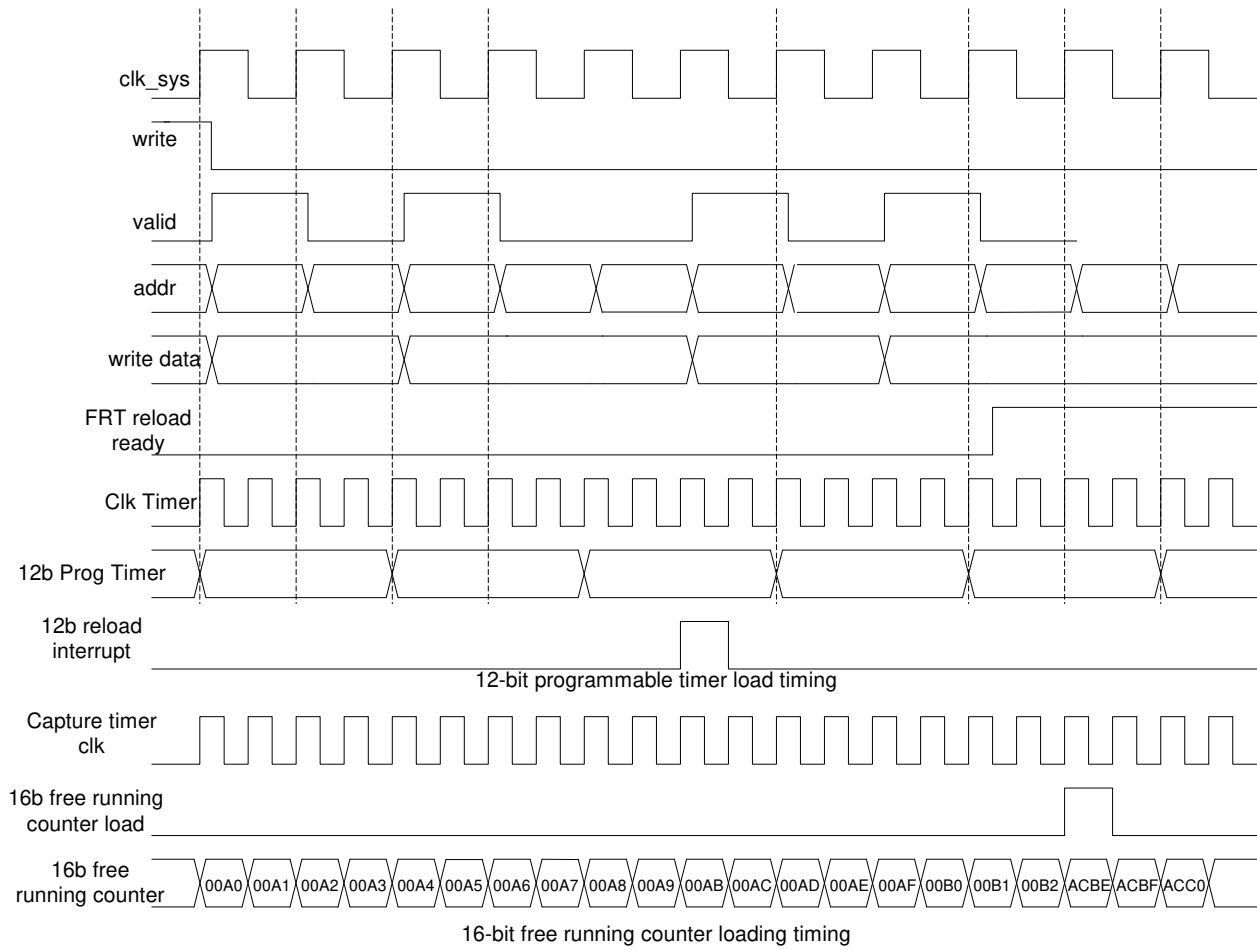 clk_sys
write
valid
addr
write data
FRT reload
ready
Clk Timer
12b Prog Timer
12b reload
interrupt
12-bit programmable timer load timing
Capture timer
clk
16b free running
counter load
16b free
running counter
00A0 00A1 00A2 00A3 00A4 00A5 00A6 00A7 00A8 00A9 00AB 00AC 00AD 00AE 00AF 00B0 00B1 00B2 ACBE ACBF ACC0
16-bit free running counter loading timing